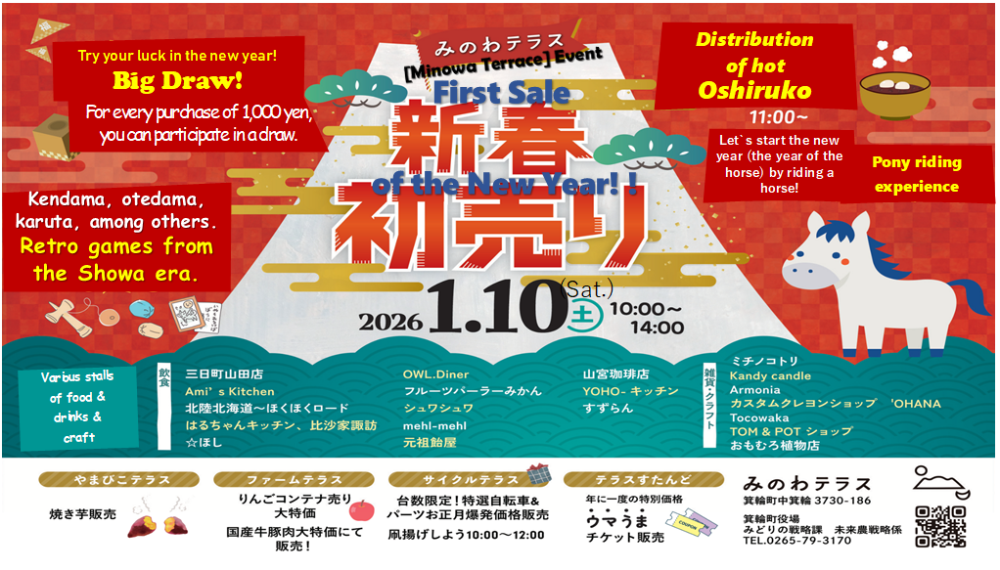 Try your luck in the new year!
Big Draw!
For every purchase of 1,000 yen,
you can participate in a draw.
みのわテラス
[Minowa Terrace] Event
First Sale
新春
of the New Year! !
初売り
2026 1.10 (Sat.) 土 10:00～
14:00
Distribution
of hot
Oshiruko
11:00~
Let`s start the new
year (the year of the
horse) by riding a
horse!
Pony riding
experience
Kendama, otedama,
karuta, among others.
Retro games from
the Showa era.
Various stalls
of food &
drinks &
craft
飲食
三日町山田店
Ami’s Kitchen
北陸北海道～ほくほくロード
はるちゃんキッチン、比沙家諏訪
☆ほし
OWL.Diner
フルーツパーラーみかん
シュワシュワ
mehl-mehl
元祖飴屋
山宮珈琲店
YOHO- キッチン
すずらん
雑貨・クラフト
ミチノコトリ
Kandy candle
Armonia
カスタムクレヨンショップ 'OHANA
Tocowaka
TOM & POT ショップ
おもむろ植物店
やまびこテラス
焼き芋販売
ファームテラス
りんごコンテナ売り
大特価
国産牛豚肉大特価にて
販売！
サイクルテラス
台数限定！特選自転車&
パーツお正月爆発価格販売
凧揚げしよう10:00～12:00
テラスすたんど
年に一度の特別価格
ウマうま
チケット販売
COUPON
みのわテラス
箕輪町中箕輪 3730-186
箕輪町役場
みどりの戦略課 未来農戦略係
TEL.0265-79-3170